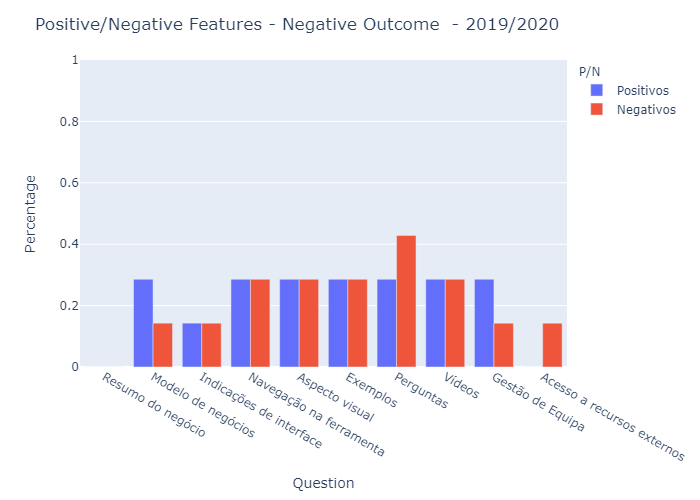 Positive/Negative Features - Negative Outcome  - 2019/2020
P/N
Positivos
Negativos
Percentage
1
0.8
0.6
0.4
0.2
0
Resumo do negócio
Modelo de negócios
Indicações de interface
Navegação na ferramenta
Aspecto visual
Exemplos
Perguntas
Vídeos
Gestão de Equipa
Acesso a recursos externos
Question